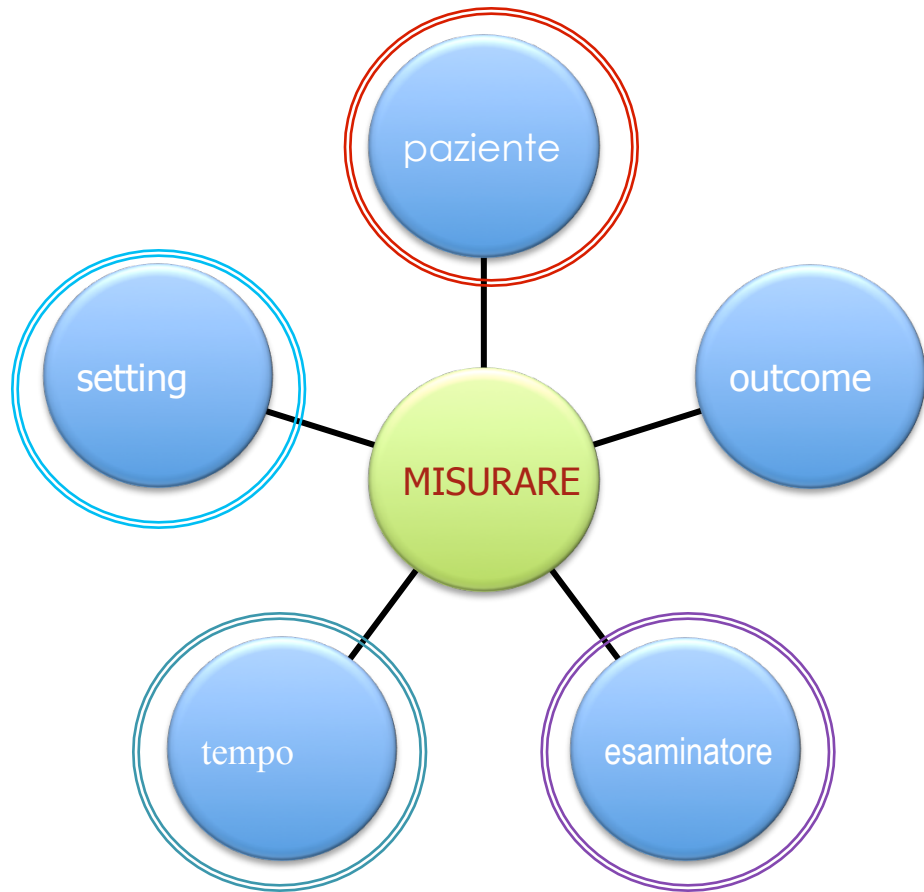 paziente
setting
outcome
MISURARE
tempo
esaminatore